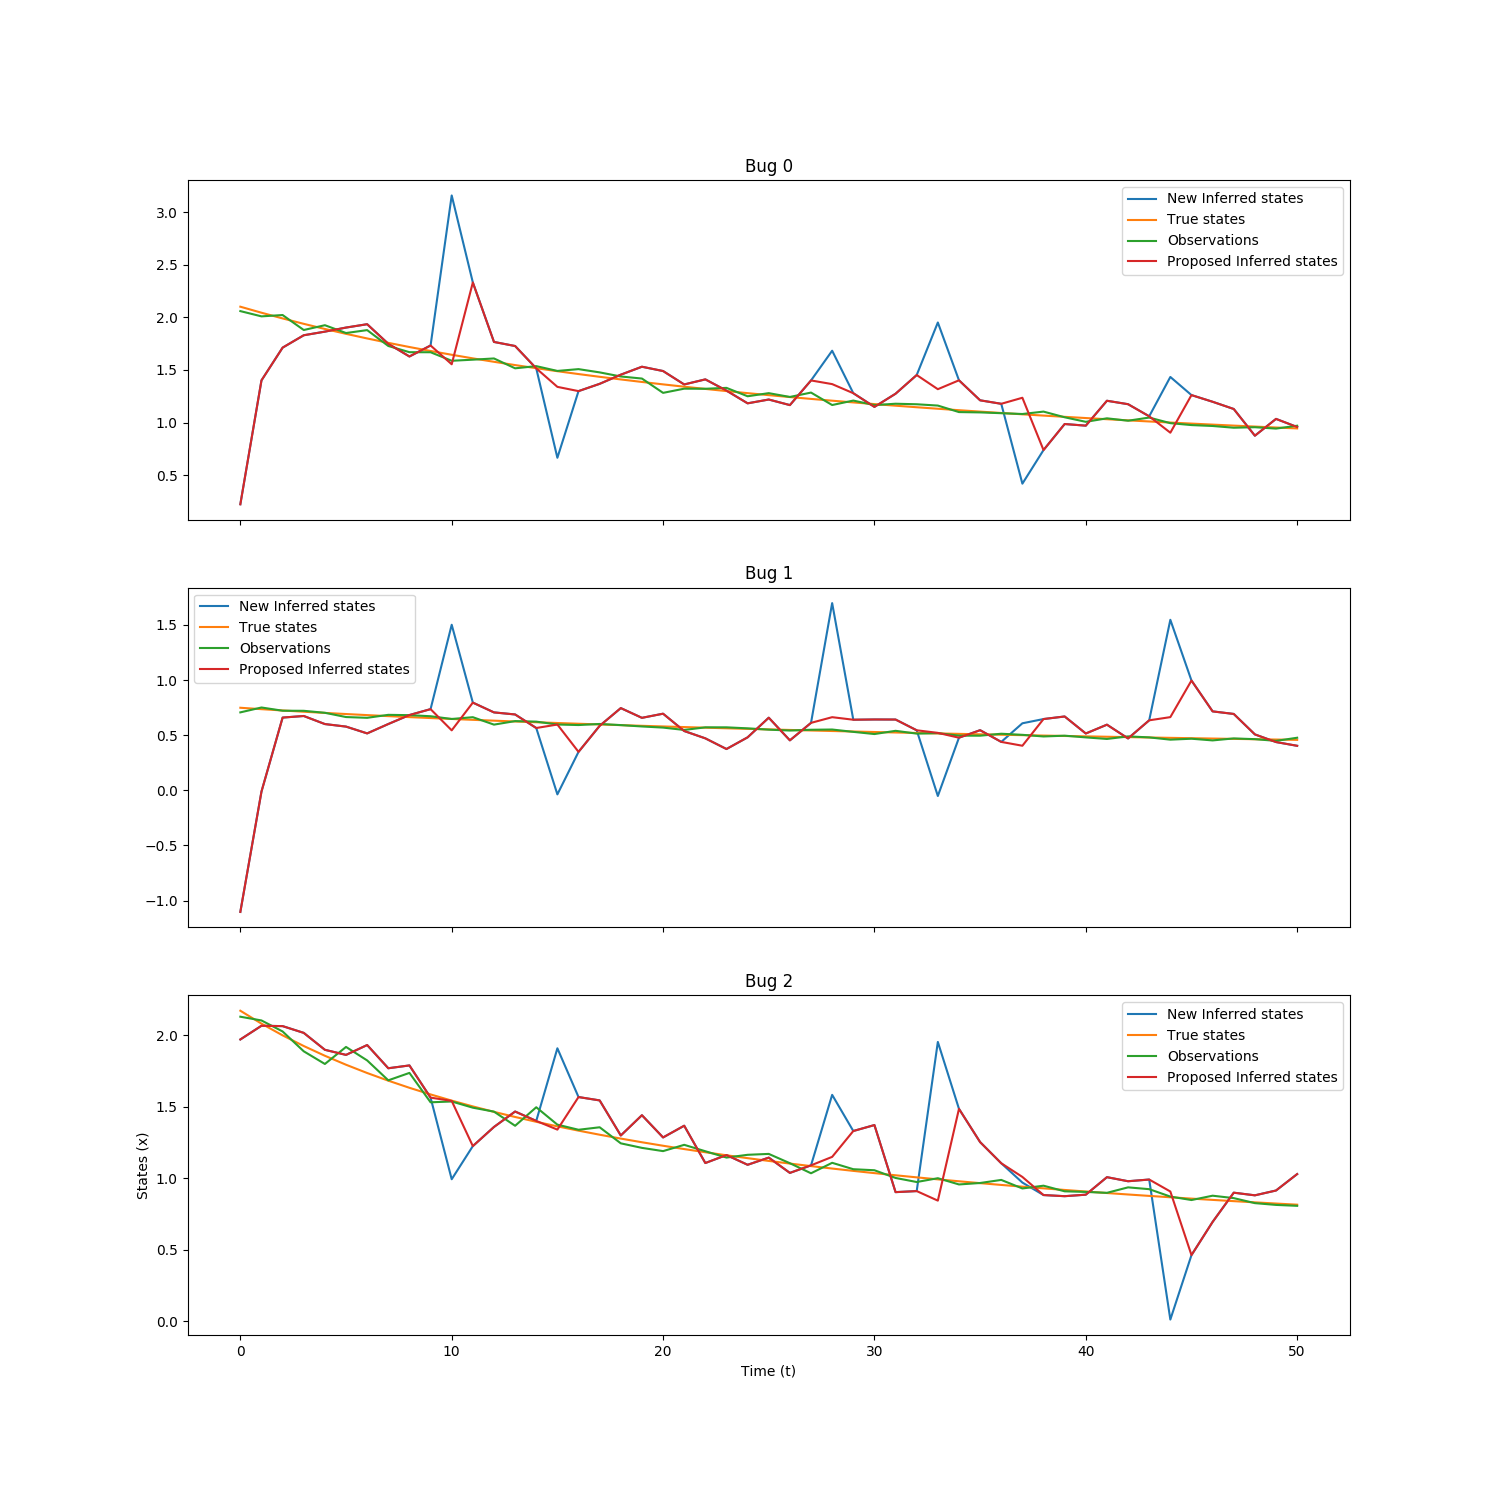 Bug 0
3.0
2.5
2.0
1.5
1.0
0.5
New Inferred states
True states
Observations
Proposed Inferred states
Bug 1
1.5
1.0
0.5
0.0
−0.5
−1.0
New Inferred states
True states
Observations
Proposed Inferred states
Bug 2
2.0
1.5
1.0
0.5
0.0
New Inferred states
True states
Observations
Proposed Inferred states
States (x)
0 10 20 30 40 50
Time (t)